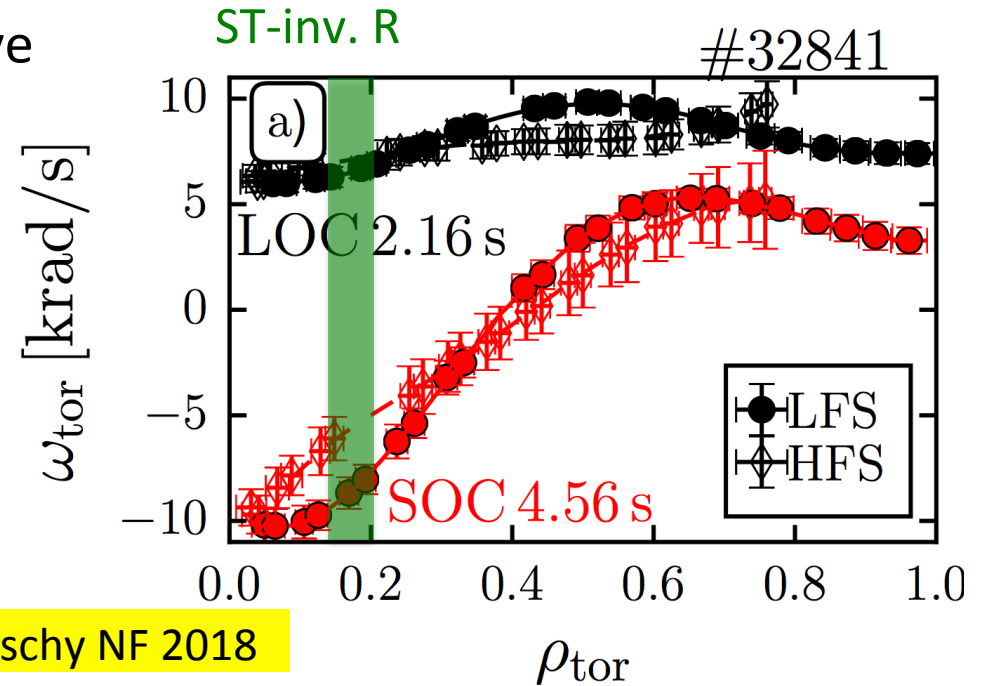 ve
ST-inv. R
#32841
a)
10
5
0
−5
−10
ω_tor [krad/s]
LOC 2.16 s
SOC 4.56 s
LFS
HFS
0.0 0.2 0.4 0.6 0.8 1.0
ρ_tor
schy NF 2018